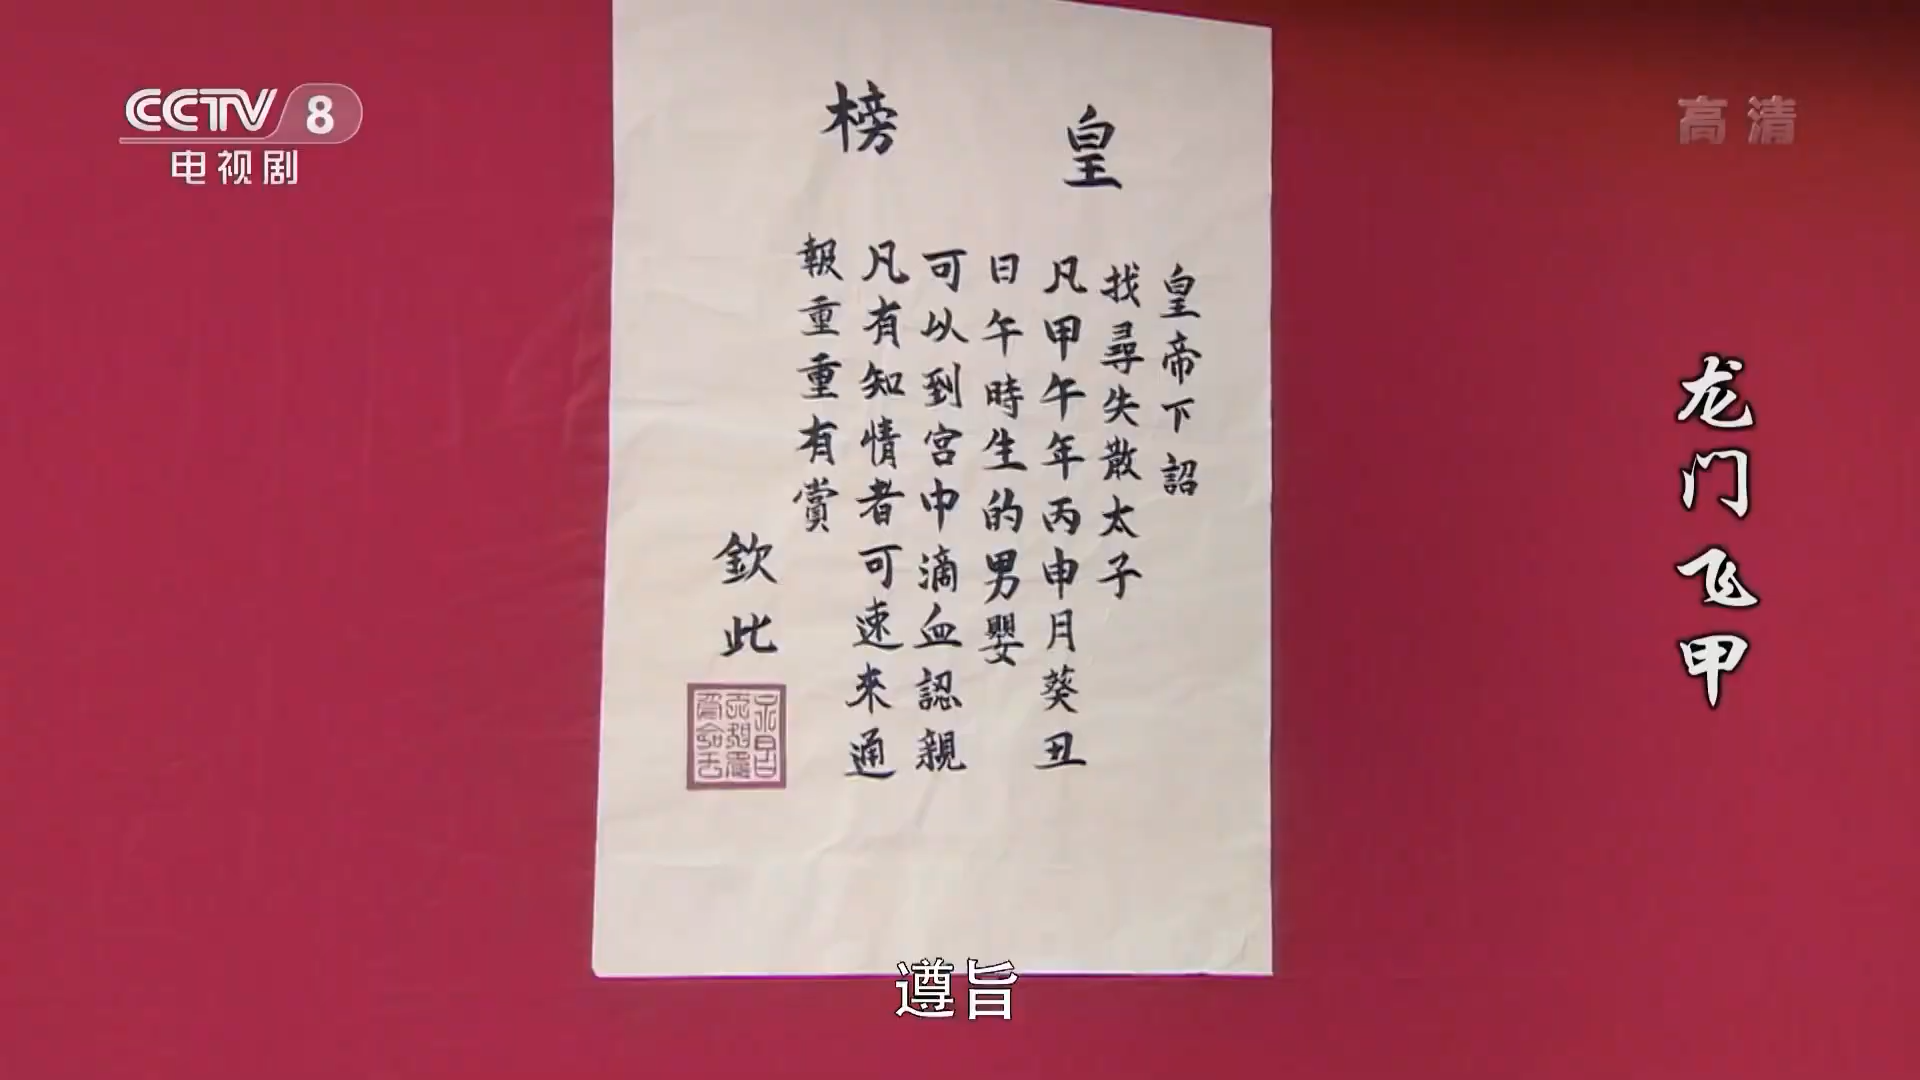 CCTV 8
电视剧
高清
皇榜
皇帝下詔
找尋失散太子
凡甲午年丙申月葵丑
日午時生的男嬰
可以到宮中滴血認親
凡有知情者可速来通
報重重有賞
欽此
龙门飞甲
遵旨